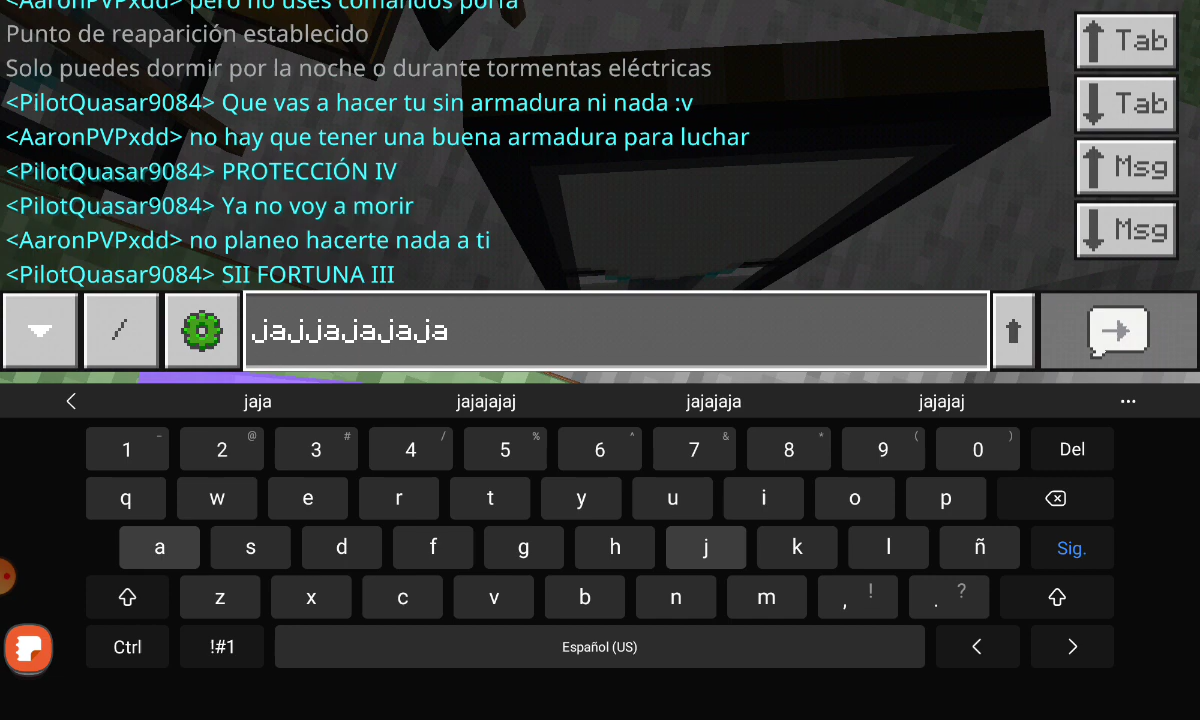 <AaronPVPxdd> pero no uses comandos porfa
Punto de reaparición establecido
Solo puedes dormir por la noche o durante tormentas eléctricas
<PilotQuasar9084> Que vas a hacer tu sin armadura ni nada :v
<AaronPVPxdd> no hay que tener una buena armadura para luchar
<PilotQuasar9084> PROTECCIÓN IV
<PilotQuasar9084> Ya no voy a morir
<AaronPVPxdd> no planeo hacerte nada a ti
<PilotQuasar9084> SII FORTUNA III
Tab
Tab
Msg
Msg
/ jajjajajaja
jaja jajajajaj jajajaja jajajaj ...
1 - 2 @ 3 # 4 / 5 % 6 ^ 7 & 8 * 9 ( 0 ) Del
q w e r t y u i o p
a s d f g h j k l ñ Sig.
z x c v b n m , ! . ?
Ctrl !#1 Español (US) < >